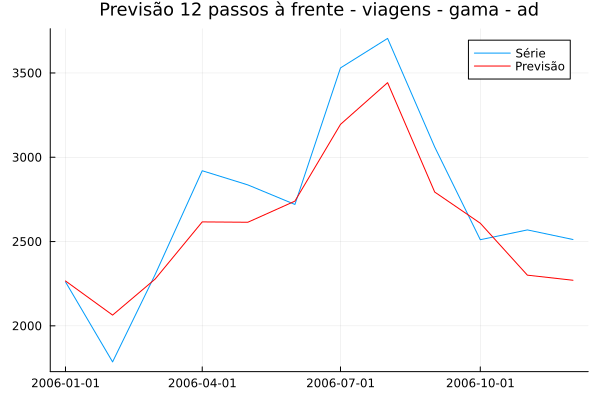 Previsão 12 passos à frente - viagens - gama - ad
Série
Previsão
3500
3000
2500
2000
2006-01-01
2006-04-01
2006-07-01
2006-10-01